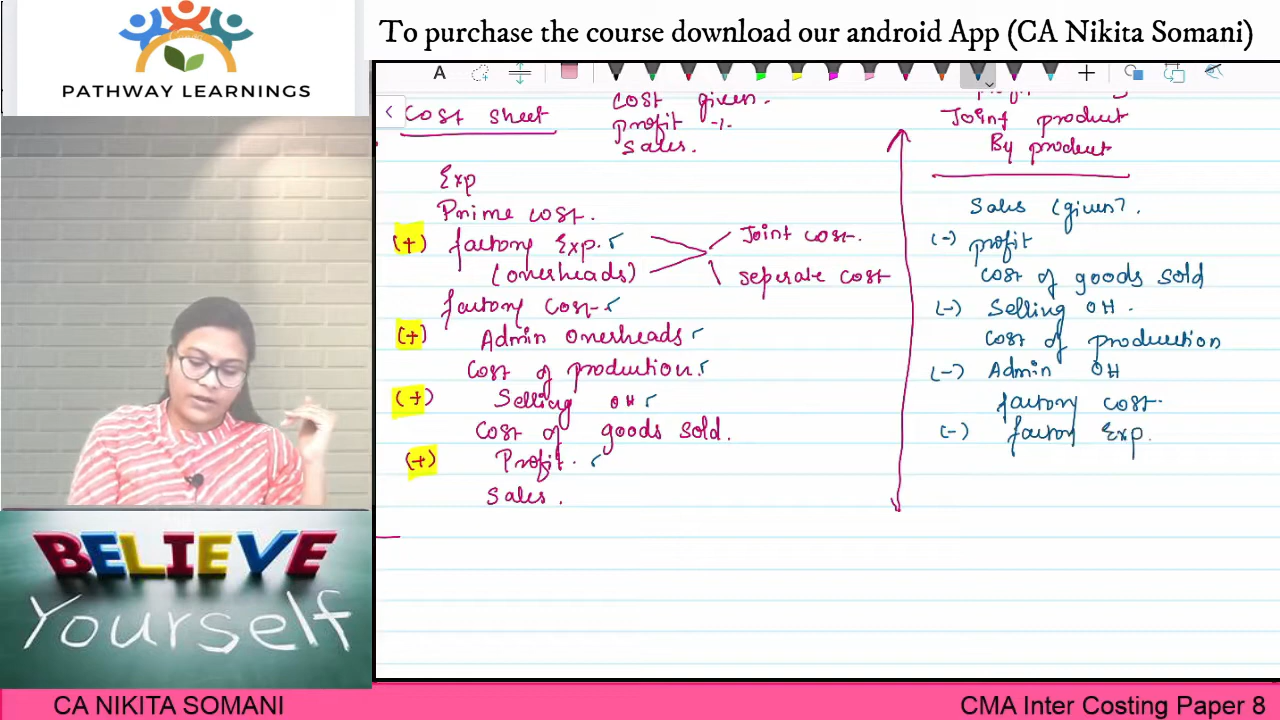 PATHWAY LEARNINGS
To purchase the course download our android App (CA Nikita Somani)
A
Cost sheet
Cost given.
Profit -%-
Sales.
Exp
Prime cost.
(+) factory Exp.
(overheads)
Joint cost.
seperate cost
factory cost
(+) Admin overheads
Cost of production.
(+) Selling OH
Cost of goods sold.
(+) Profit.
Sales.
Joint product
By product
Sales (given).
(-) profit
cost of goods sold
(-) Selling OH.
cost of production
(-) Admin OH
factory cost.
(-) factory Exp.
BELIEVE
Yourself
CA NIKITA SOMANI
CMA Inter Costing Paper 8